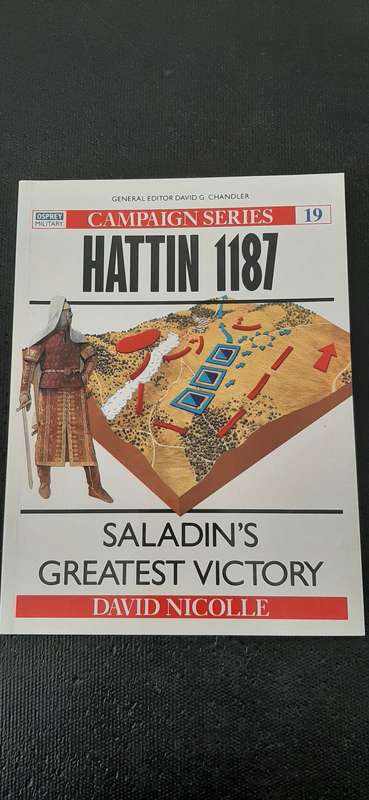 GENERAL EDITOR DAVID G. CHANDLER
OSPREY
MILITARY
CAMPAIGN SERIES
19
HATTIN 1187
SALADIN'S
GREATEST VICTORY
DAVID NICOLLE